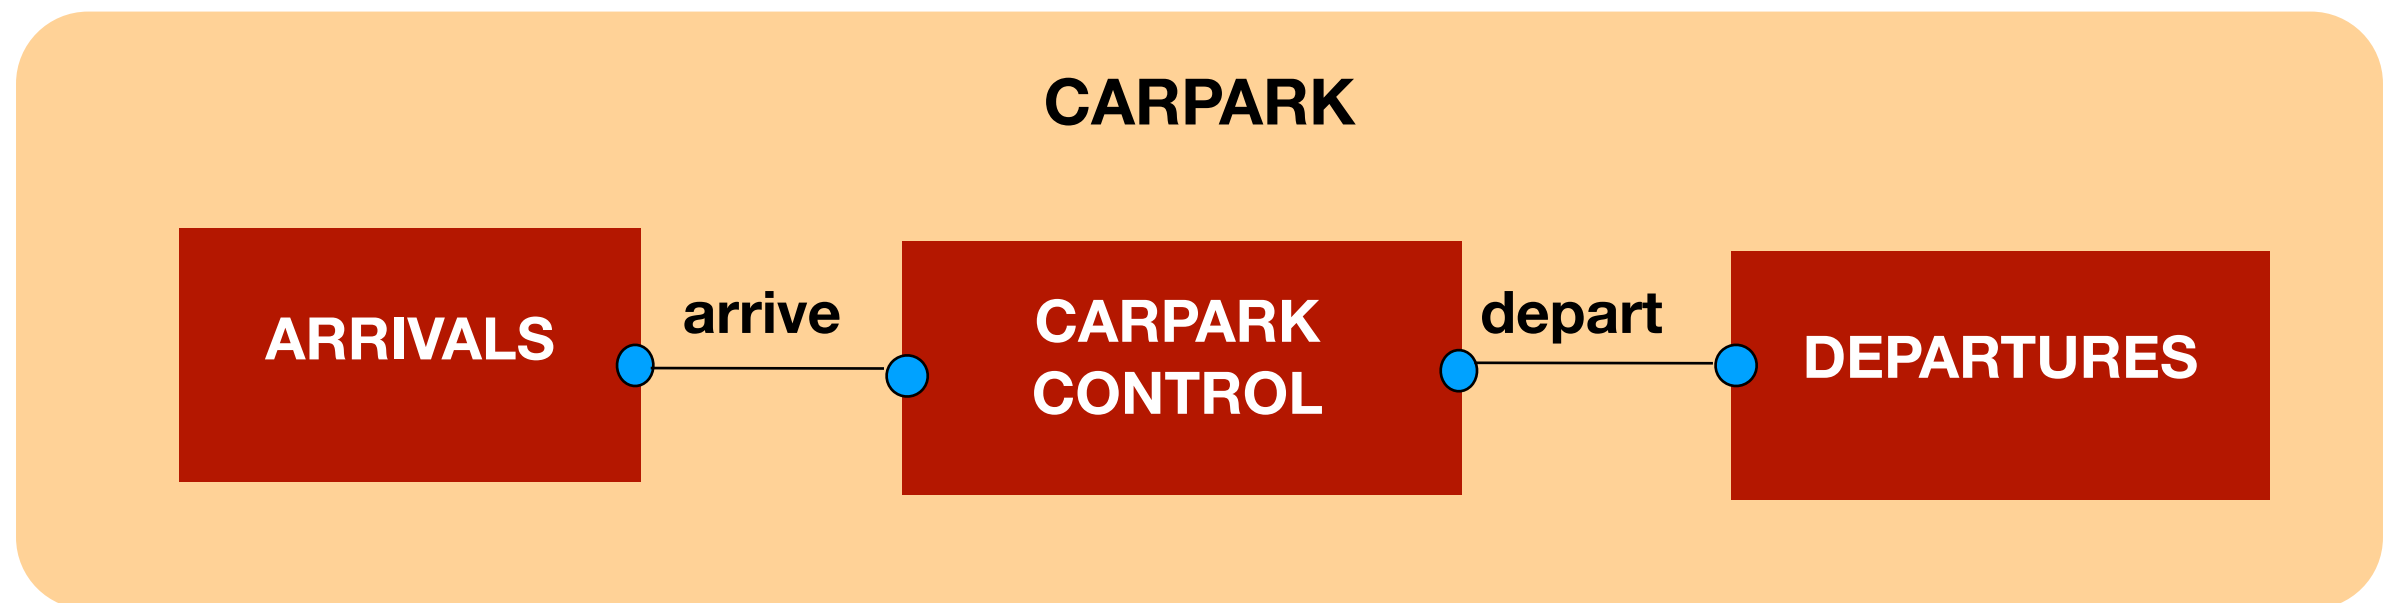 CARPARK
ARRIVALS
arrive
CARPARK
CONTROL
depart
DEPARTURES